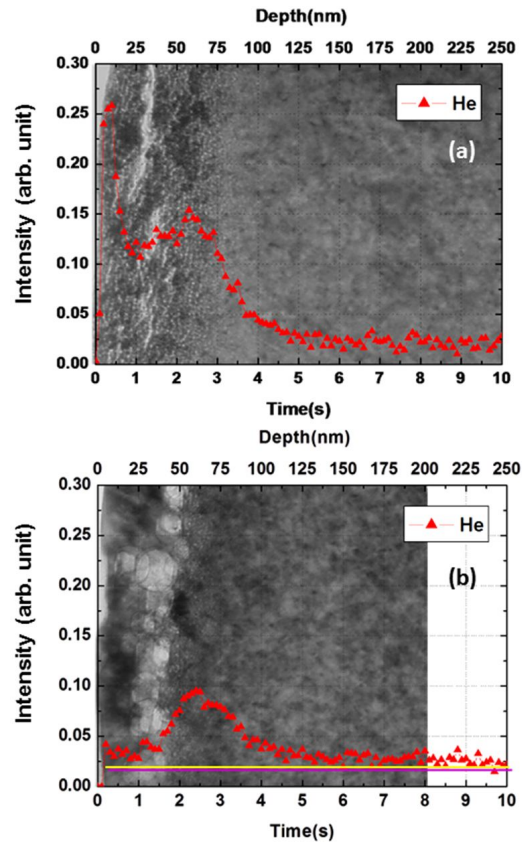 Depth(nm)
0 25 50 75 100 125 150 175 200 225 250
0.30
0.25
0.20
0.15
0.10
0.05
0.00
Intensity (arb. unit)
He
(a)
0 1 2 3 4 5 6 7 8 9 10
Time(s)
Depth(nm)
0 25 50 75 100 125 150 175 200 225 250
0.30
0.25
0.20
0.15
0.10
0.05
0.00
Intensity (arb. unit)
He
(b)
0 1 2 3 4 5 6 7 8 9 10
Time(s)